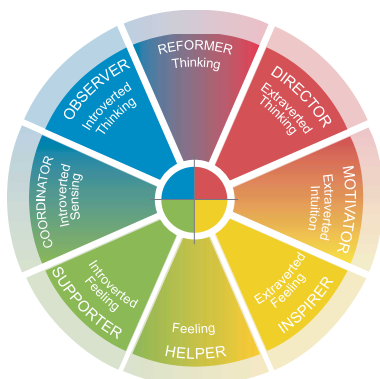 REFORMER
Thinking
DIRECTOR
Extraverted
Thinking
MOTIVATOR
Extraverted
Intuition
INSPIRER
Extraverted
Feeling
HELPER
Feeling
SUPPORTER
Introverted
Feeling
COORDINATOR
Introverted
Sensing
OBSERVER
Introverted
Thinking